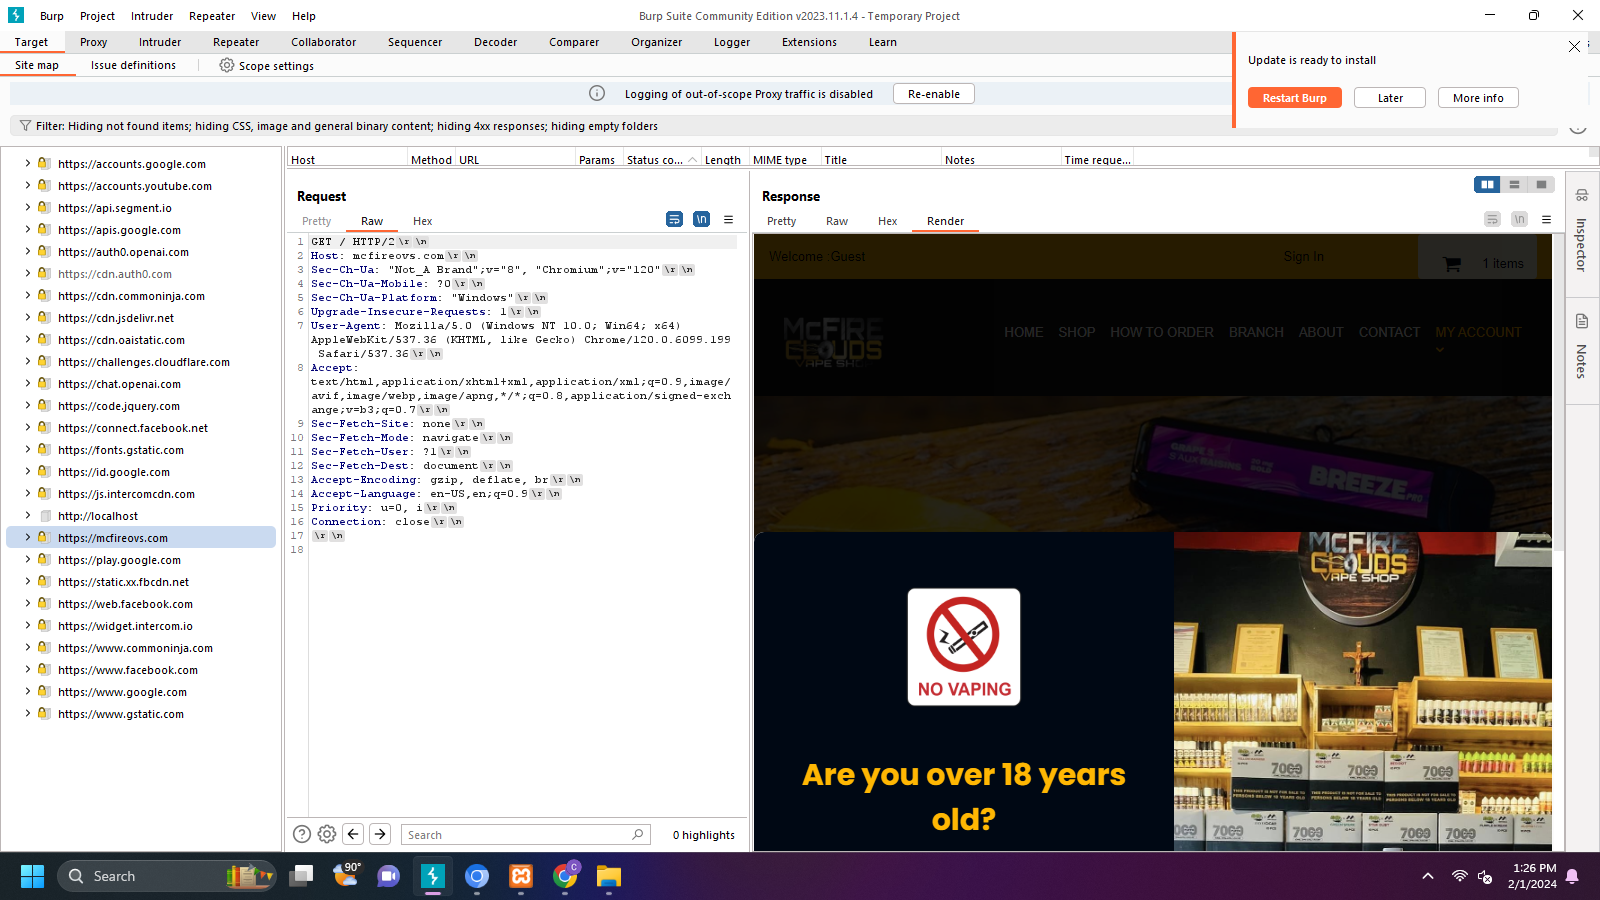 Burp Project Intruder Repeater View Help
Burp Suite Community Edition v2023.11.1.4 - Temporary Project
Target Proxy Intruder Repeater Collaborator Sequencer Decoder Comparer Organizer Logger Extensions Learn
Site map Issue definitions Scope settings
Update is ready to install
Restart Burp Later More info
Logging of out-of-scope Proxy traffic is disabled Re-enable
Filter: Hiding not found items; hiding CSS, image and general binary content; hiding 4xx responses; hiding empty folders
https://accounts.google.com
https://accounts.youtube.com
https://api.segment.io
https://apis.google.com
https://auth0.openai.com
https://cdn.auth0.com
https://cdn.commoninja.com
https://cdn.jsdelivr.net
https://cdn.oaistatic.com
https://challenges.cloudflare.com
https://chat.openai.com
https://code.jquery.com
https://connect.facebook.net
https://fonts.gstatic.com
https://id.google.com
https://js.intercomcdn.com
http://localhost
https://mcfireovs.com
https://play.google.com
https://static.xx.fbcdn.net
https://web.facebook.com
https://widget.intercom.io
https://www.commoninja.com
https://www.facebook.com
https://www.google.com
https://www.gstatic.com
Host Method URL Params Status co... Length MIME type Title Notes Time reque...
Request
Pretty Raw Hex
\n
1 GET / HTTP/2 \r \n
2 Host: mcfireovs.com \r \n
3 Sec-Ch-Ua: "Not_A Brand";v="8", "Chromium";v="120" \r \n
4 Sec-Ch-Ua-Mobile: ?0 \r \n
5 Sec-Ch-Ua-Platform: "Windows" \r \n
6 Upgrade-Insecure-Requests: 1 \r \n
7 User-Agent: Mozilla/5.0 (Windows NT 10.0; Win64; x64)
AppleWebKit/537.36 (KHTML, like Gecko) Chrome/120.0.6099.199
Safari/537.36 \r \n
8 Accept:
text/html,application/xhtml+xml,application/xml;q=0.9,image/
avif,image/webp,image/apng,*/*;q=0.8,application/signed-exch
ange;v=b3;q=0.7 \r \n
9 Sec-Fetch-Site: none \r \n
10 Sec-Fetch-Mode: navigate \r \n
11 Sec-Fetch-User: ?1 \r \n
12 Sec-Fetch-Dest: document \r \n
13 Accept-Encoding: gzip, deflate, br \r \n
14 Accept-Language: en-US,en;q=0.9 \r \n
15 Priority: u=0, i \r \n
16 Connection: close \r \n
17 \r \n
18
Search 0 highlights
Response
Pretty Raw Hex Render
\n
Welcome :Guest Sign In 1 items
MCFIRE
CLOUDS
VAPE SHOP
HOME SHOP HOW TO ORDER BRANCH ABOUT CONTACT MY ACCOUNT
BREEZE PRO
NO VAPING
Are you over 18 years
old?
MCFIRE
CLOUDS
VAPE SHOP
7000 7000 7000
Inspector
Notes
Search
90°
C
1:26 PM
2/1/2024